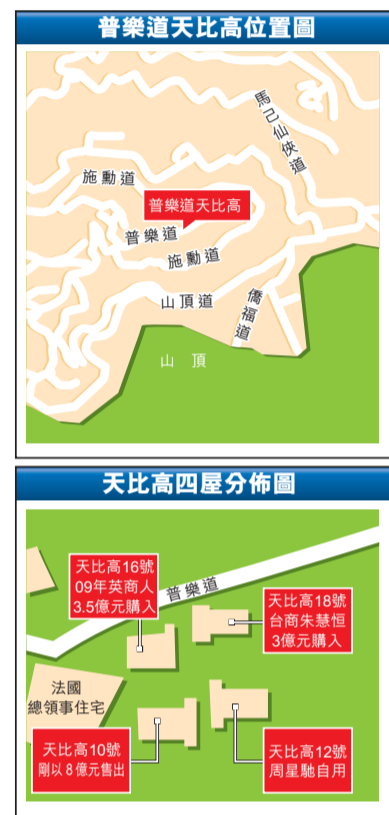 普樂道天比高位置圖
馬己仙俠道
施勳道
普樂道天比高
普樂道
施勳道
山頂道
僑福道
山頂
天比高四屋分佈圖
天比高16號
09年英商人
3.5億元購入
普樂道
天比高18號
台商朱慧恒
3億元購入
法國
總領事住宅
天比高10號
剛以8億元售出
天比高12號
周星馳自用